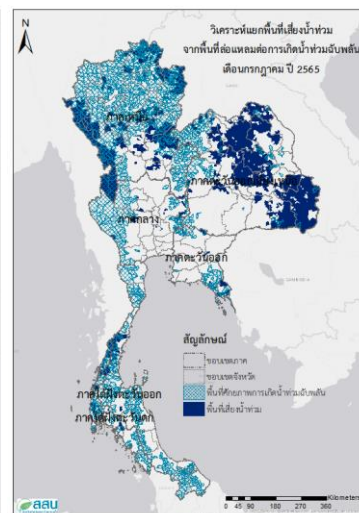 N
วิเคราะห์แยกพื้นที่เสี่ยงน้ำท่วม
จากพื้นที่ล่อแหลมต่อการเกิดน้ำท่วมฉับพลัน
เดือนกรกฎาคม ปี 2565
ภาคเหนือ
ภาคตะวันออกเฉียงเหนือ
ภาคกลาง
ภาคตะวันออก
CAMBODIA
ภาคใต้ฝั่งตะวันออก
ภาคใต้ฝั่งตะวันตก
สัญลักษณ์
ขอบเขตภาค
ขอบเขตจังหวัด
พื้นที่ศักยภาพการเกิดน้ำท่วมฉับพลัน
พื้นที่เสี่ยงน้ำท่วม
สสน
Kilometers
0 45 90 180 270 360